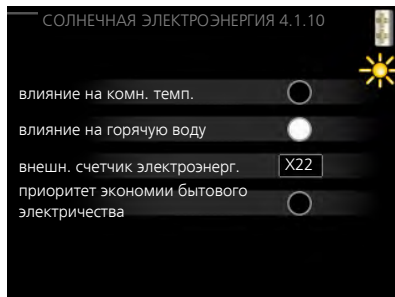 СОЛНЕЧНАЯ ЭЛЕКТРОЭНЕРГИЯ 4.1.10
влияние на комн. темп.
влияние на горячую воду
внешн. счетчик электроэнерг. X22
приоритет экономии бытового
электричества